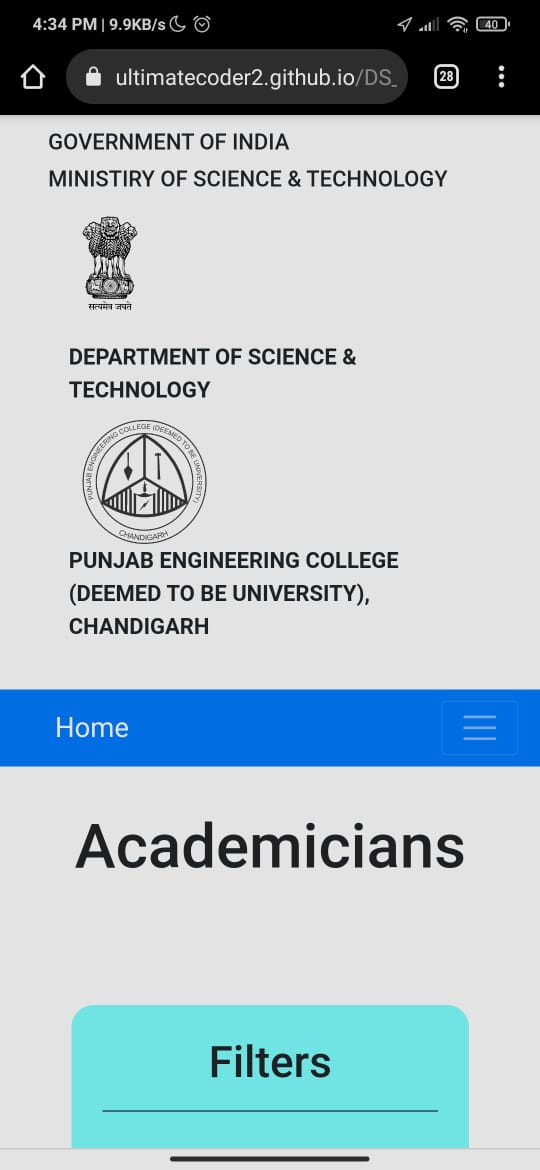 4:34 PM | 9.9KB/s
40
ultimatecoder2.github.io/DS_
28
GOVERNMENT OF INDIA
MINISTIRY OF SCIENCE & TECHNOLOGY
सत्यमेव जयते
DEPARTMENT OF SCIENCE &
TECHNOLOGY
PUNJAB ENGINEERING COLLEGE (DEEMED TO BE UNIVERSITY)
CHANDIGARH
PUNJAB ENGINEERING COLLEGE
(DEEMED TO BE UNIVERSITY),
CHANDIGARH
Home
Academicians
Filters